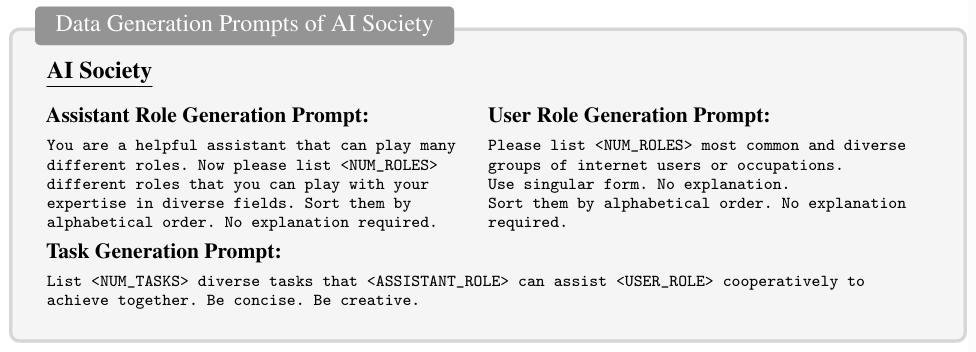 Data Generation Prompts of AI Society
AI Society
Assistant Role Generation Prompt:
You are a helpful assistant that can play many
different roles. Now please list <NUM_ROLES>
different roles that you can play with your
expertise in diverse fields. Sort them by
alphabetical order. No explanation required.
User Role Generation Prompt:
Please list <NUM_ROLES> most common and diverse
groups of internet users or occupations.
Use singular form. No explanation.
Sort them by alphabetical order. No explanation
required.
Task Generation Prompt:
List <NUM_TASKS> diverse tasks that <ASSISTANT_ROLE> can assist <USER_ROLE> cooperatively to
achieve together. Be concise. Be creative.